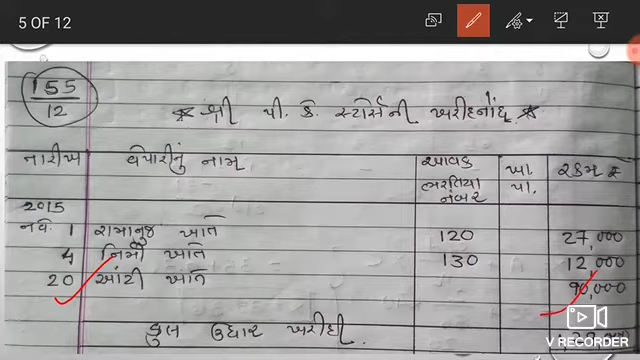 5 OF 12
155
12
* શ્રી પી. કે. સ્ટોર્સની ખરીદનોંધ *
તારીખ વેપારીનું નામ આવક ભરતિયા નંબર ખા. પા. રકમ ₹
2015
નવે. 1 રામાનુજ ખાતે 120 27,000
4 નિર્મી ખાતે 130 12,000
20 આંટી ખાતે 90,000
કુલ ઉધાર ખરીદી.
V RECORDER